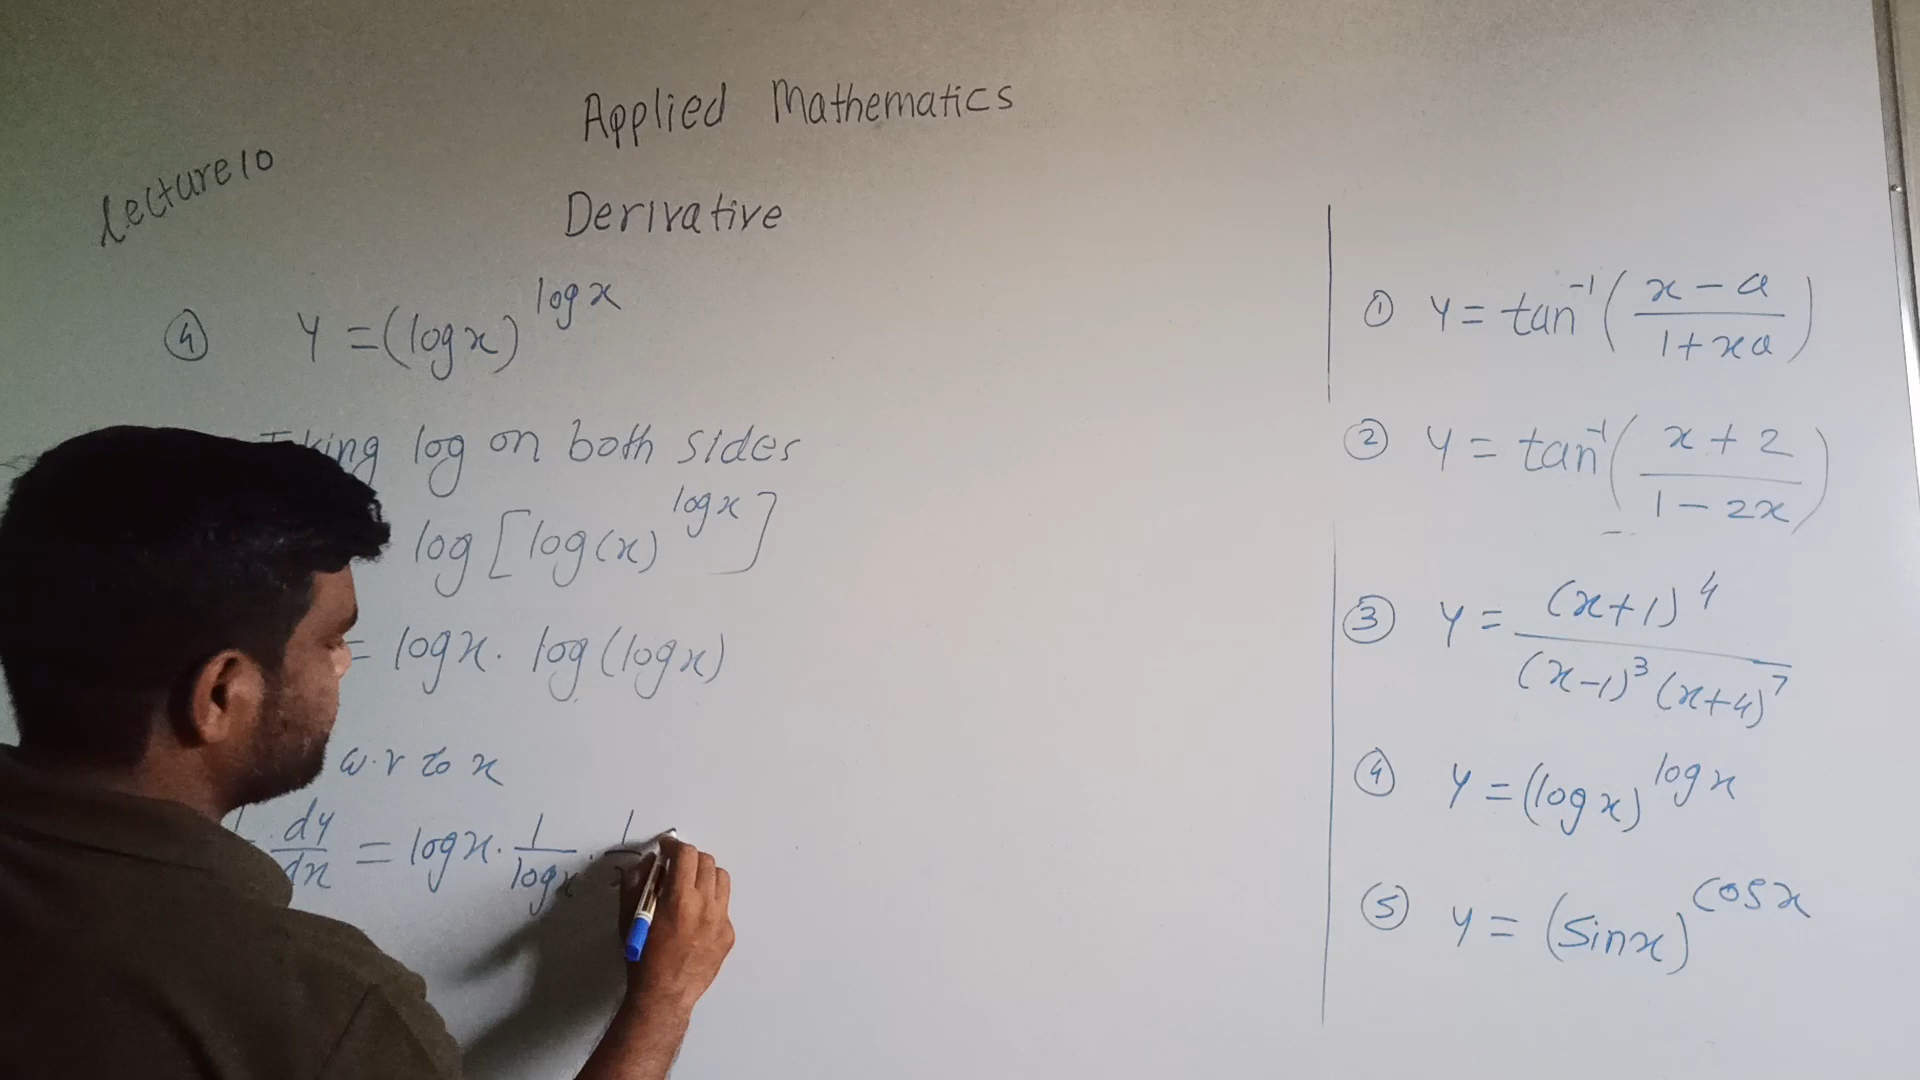 Applied Mathematics
Lecture 10
Derivative
④ y = (log x)^log x
log on both sides
log [log(x)^log x]
= log x. log (log x)
w.r to x
dy/dx = log x. 1/log x . 1/
① y = tan⁻¹ (x - a / 1 + xa)
② y = tan⁻¹ (x + 2 / 1 - 2x)
③ y = (x+1)⁴ / (x-1)³ (x+4)⁷
④ y = (log x)^log x
⑤ y = (sin x)^cos x